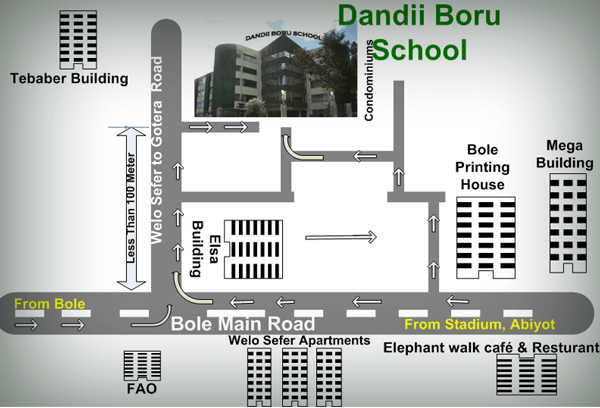 Dandii Boru
School
DANDII BORU SCHOOL
Tebaber Building
Condominiums
Welo Sefer to Gotera Road
Less Than 100 Meter
Bole
Printing
House
Mega
Building
Elsa
Building
From Bole
Bole Main Road
From Stadium, Abiyot
Welo Sefer Apartments
Elephant walk café & Resturant
FAO